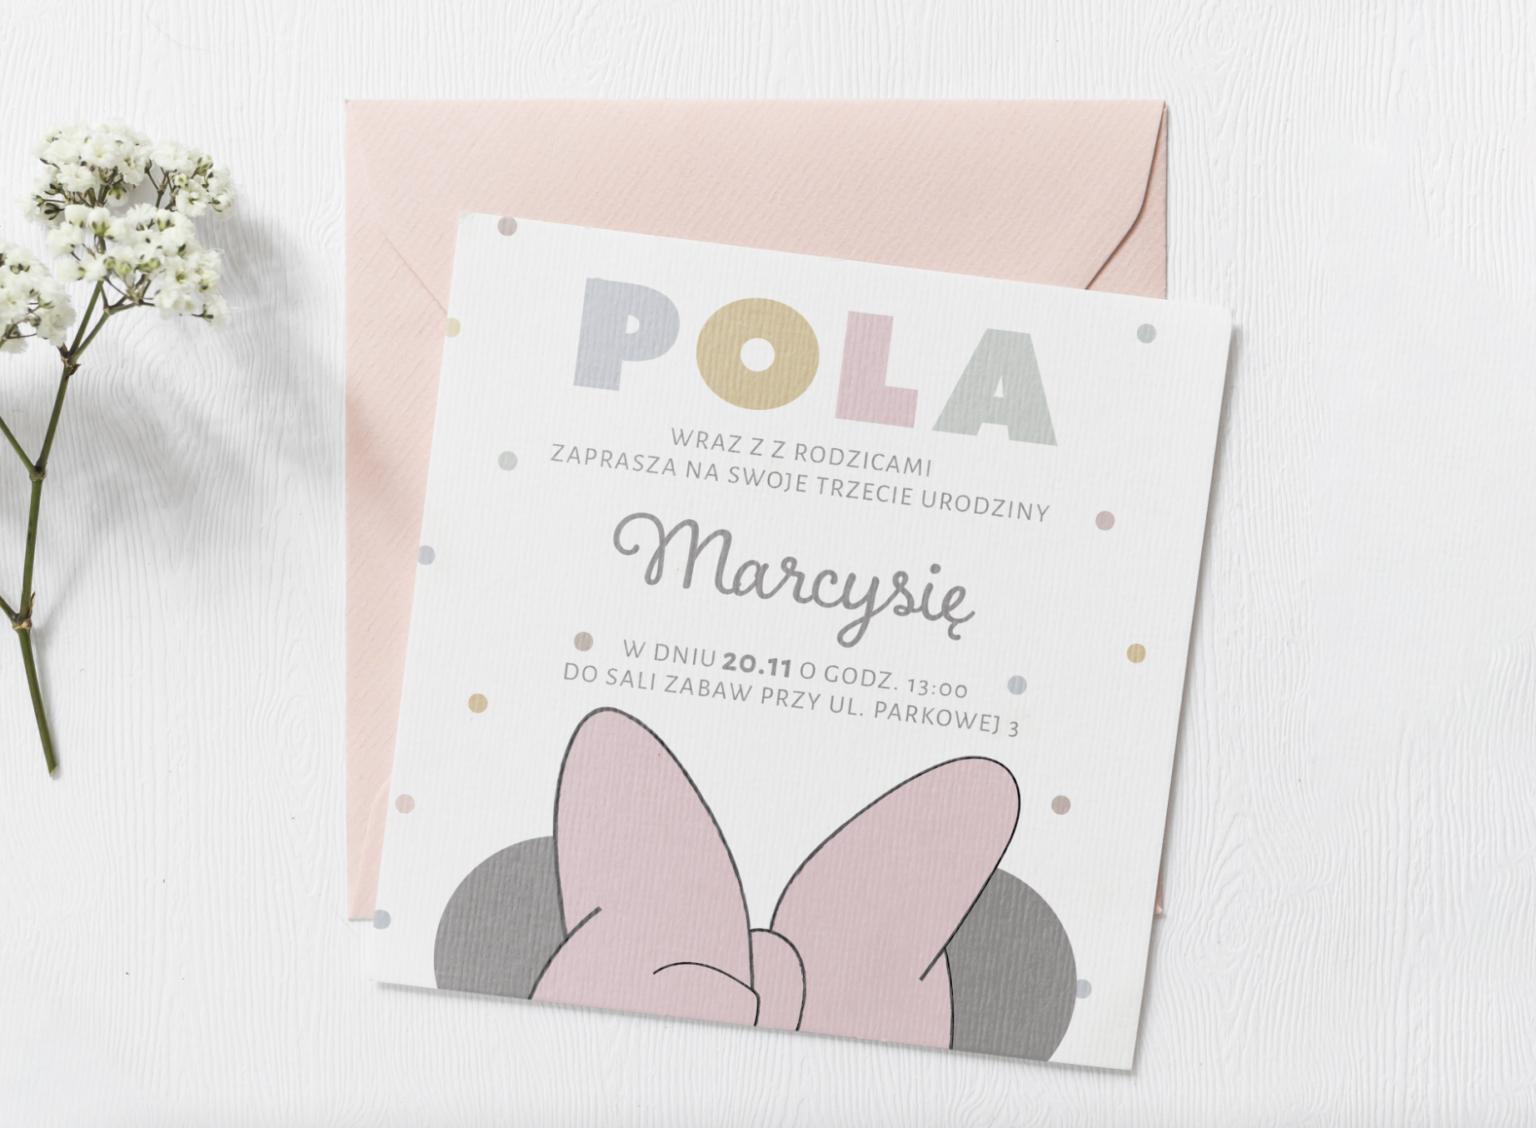 POLA
WRAZ Z Z RODZICAMI
ZAPRASZA NA SWOJE TRZECIE URODZINY
Marcysię
W DNIU 20.11 O GODZ. 13:00
DO SALI ZABAW PRZY UL. PARKOWEJ 3